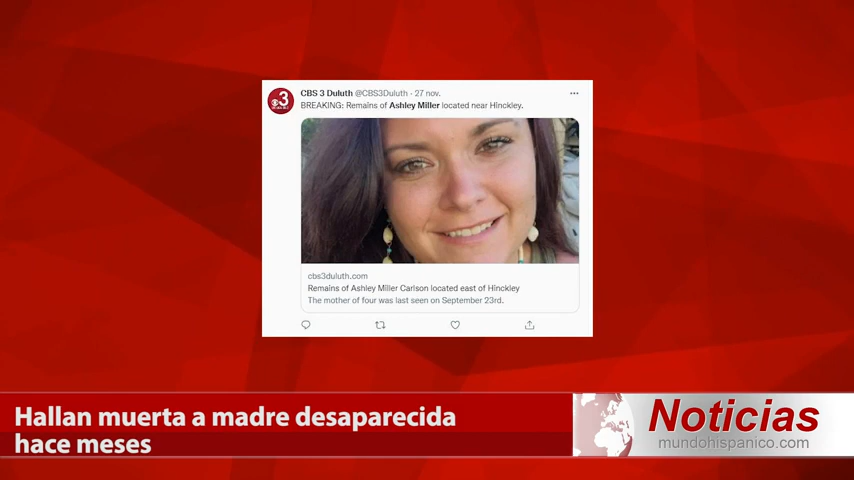 CBS 3 Duluth @CBS3Duluth · 27 nov.
BREAKING: Remains of Ashley Miller located near Hinckley.
cbs3duluth.com
Remains of Ashley Miller Carlson located east of Hinckley
The mother of four was last seen on September 23rd.
Hallan muerta a madre desaparecida
hace meses
Noticias
mundohispanico.com